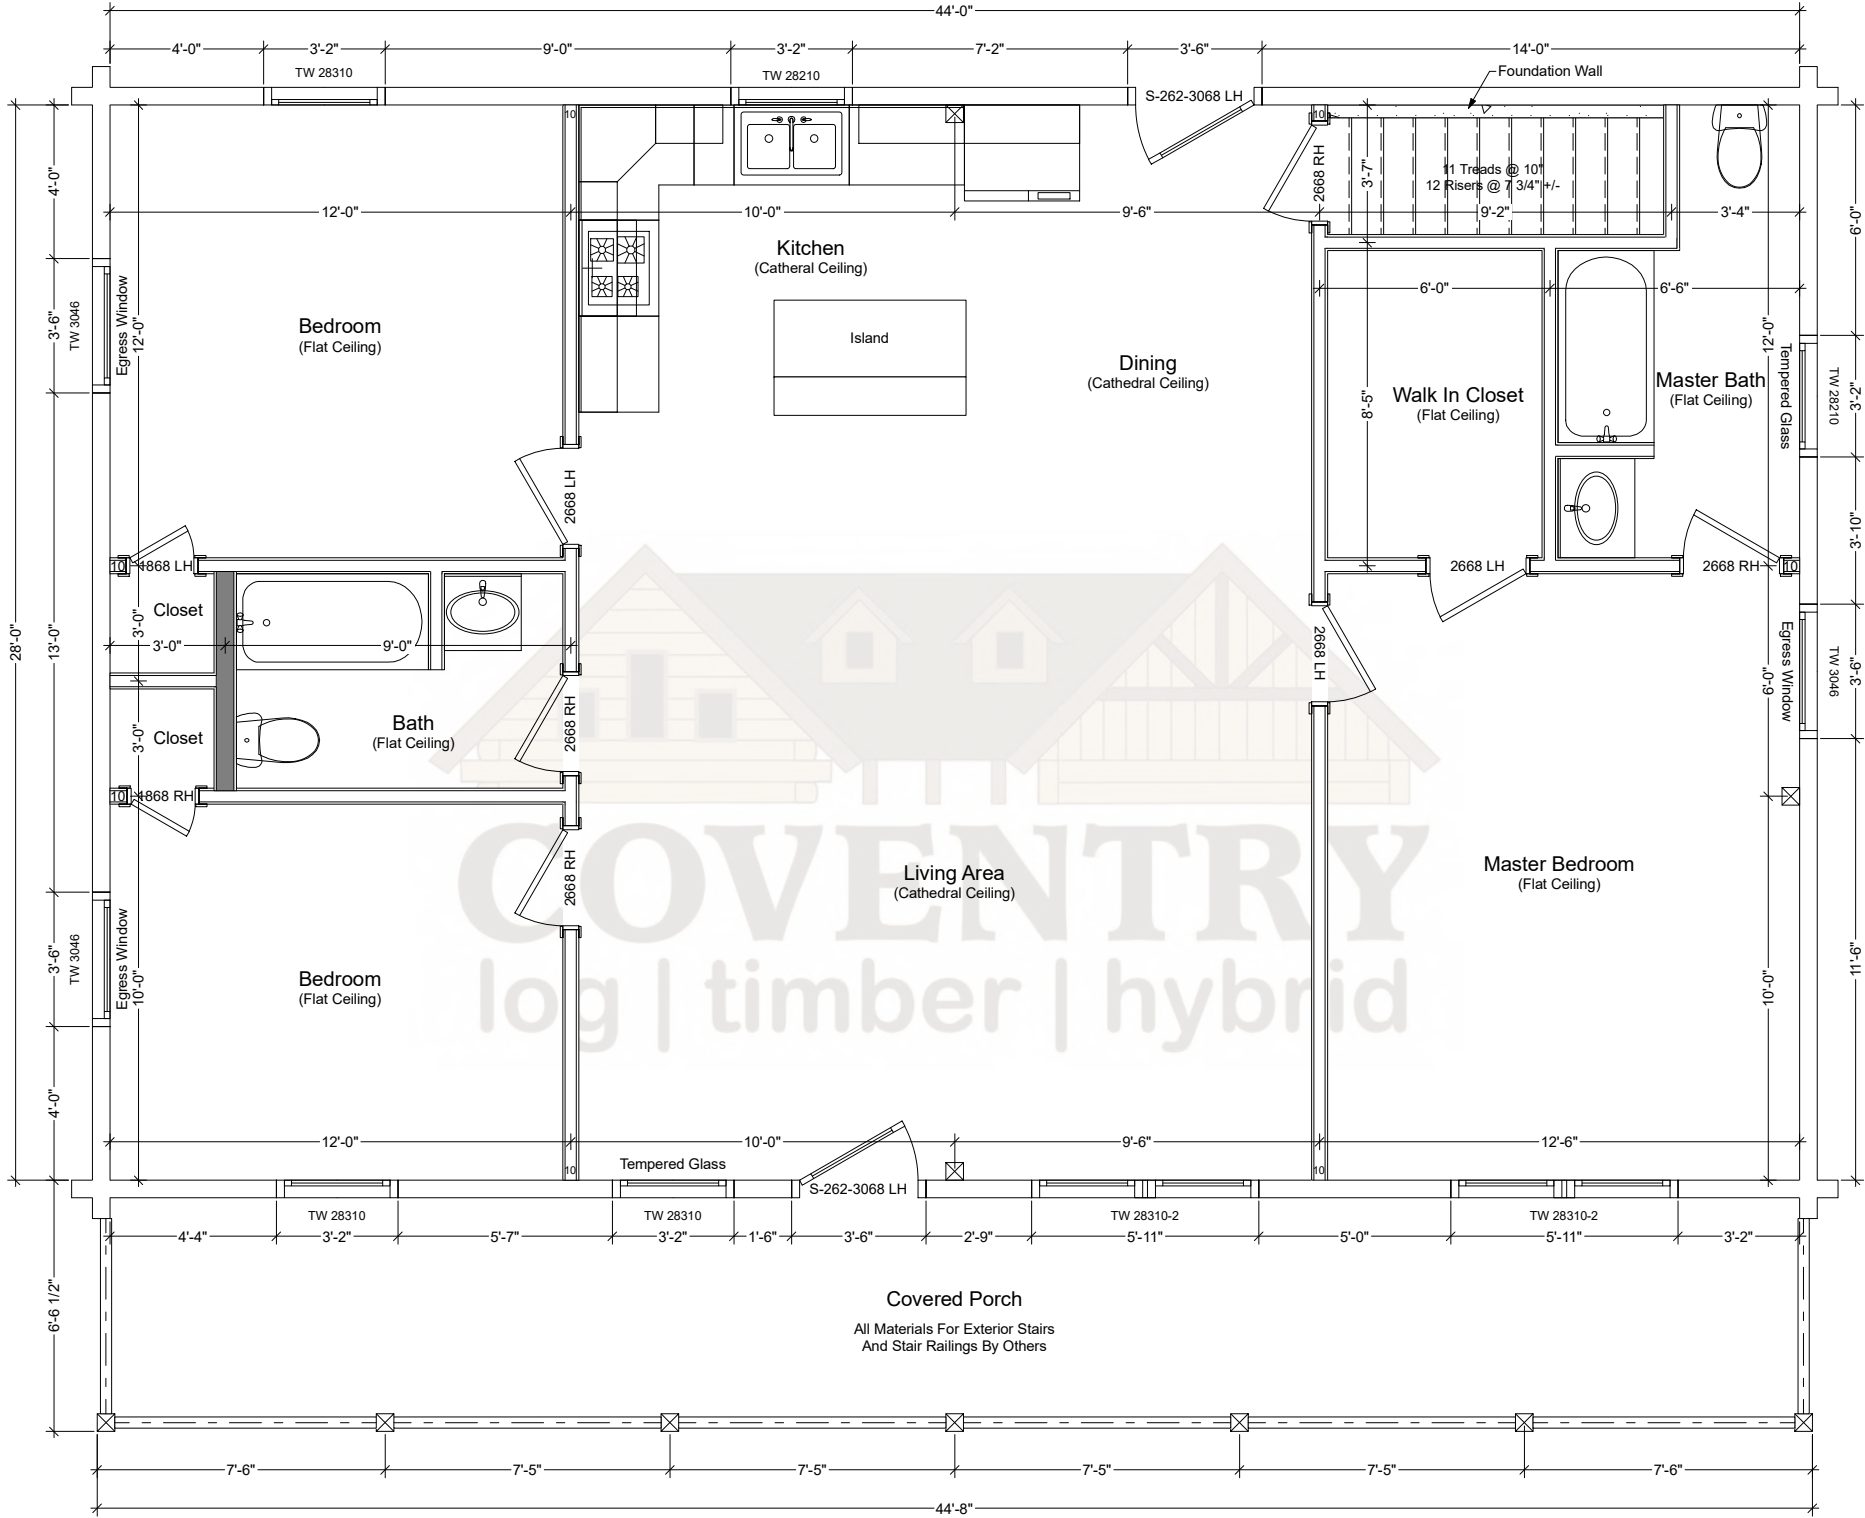 44'-0"
4'-0" 3'-2" 9'-0" 3'-2" 7'-2" 3'-6" 14'-0"
TW 28310 TW 28210 Foundation Wall
S-262-3068 LH
10 10
4'-0" 2668 RH 3'-7" 11 Treads @ 10"
12 Risers @ 7 3/4" +/-
12'-0" 10'-0" 9'-6" 9'-2" 3'-4" 6'-0"
Kitchen
(Catheral Ceiling)
6'-0" 6'-6"
TW 3046 3'-6" Egress Window 12'-0"
Bedroom
(Flat Ceiling)
Island
Dining
(Cathedral Ceiling)
8'-5"
Walk In Closet
(Flat Ceiling)
Master Bath
(Flat Ceiling)
12'-0" Tempered Glass TW 28210 3'-2"
2668 LH
3'-10"
10 1868 LH 2668 LH 2668 RH 10
Closet
3'-0"
3'-0" 9'-0"
28'-0" 13'-0"
2668 LH
9'-0" Egress Window TW 3046 3'-6"
3'-0" Closet
Bath
(Flat Ceiling)
2668 RH
10 1868 RH
COVENTRY
log | timber | hybrid
2668 RH
Living Area
(Cathedral Ceiling)
Master Bedroom
(Flat Ceiling)
TW 3046 3'-6" Egress Window 10'-0"
Bedroom
(Flat Ceiling)
10'-0" 11'-6"
4'-0"
12'-0" 10'-0" 9'-6" 12'-6"
10 Tempered Glass 10
S-262-3068 LH
TW 28310 TW 28310 TW 28310-2 TW 28310-2
4'-4" 3'-2" 5'-7" 3'-2" 1'-6" 3'-6" 2'-9" 5'-11" 5'-0" 5'-11" 3'-2"
6'-6 1/2"
Covered Porch
All Materials For Exterior Stairs
And Stair Railings By Others
7'-6" 7'-5" 7'-5" 7'-5" 7'-5" 7'-6"
44'-8"